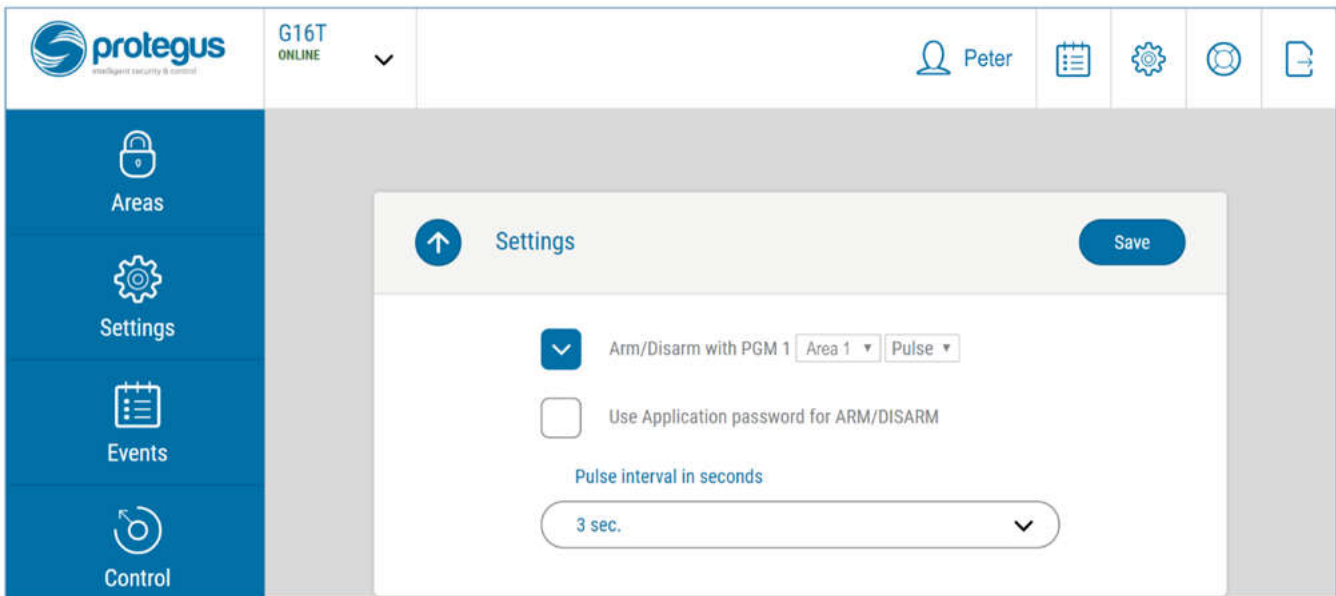 protegus
intelligent security & control
G16T
ONLINE
Peter
Areas
Settings
Events
Control
Settings
Save
Arm/Disarm with PGM 1 Area 1 Pulse
Use Application password for ARM/DISARM
Pulse interval in seconds
3 sec.